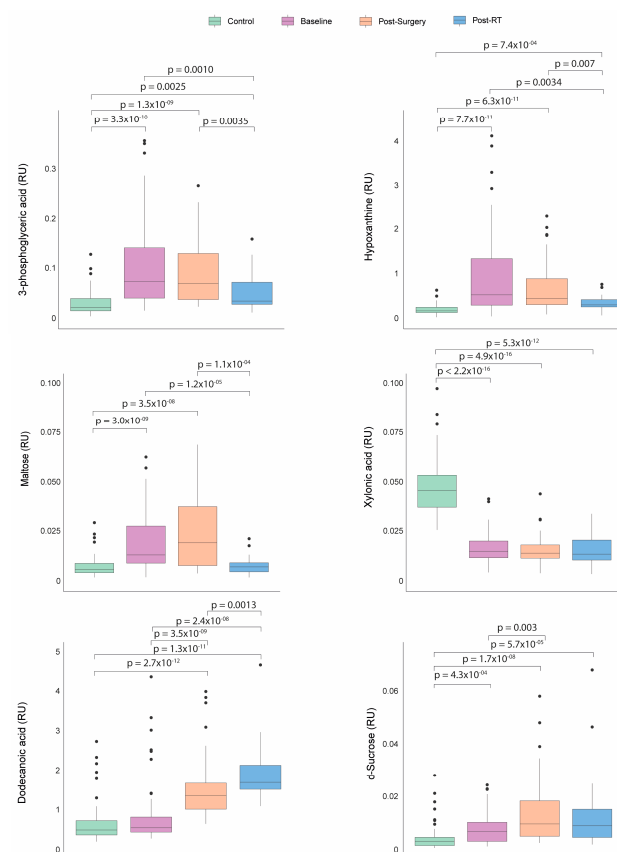 Control Baseline Post-Surgery Post-RT
p = 0.0010
p = 0.0025
p = 1.3x10⁻⁰⁹
p = 3.3x10⁻¹⁰
p = 0.0035
3-phosphoglyceric acid (RU)
0.3
0.2
0.1
0
p = 7.4x10⁻⁰⁴
p = 0.007
p = 0.0034
p = 6.3x10⁻¹¹
p = 7.7x10⁻¹¹
Hypoxanthine (RU)
4
3
2
1
0
p = 1.1x10⁻⁰⁴
p = 1.2x10⁻⁰⁵
p = 3.5x10⁻⁰⁸
p = 3.0x10⁻⁰⁹
Maltose (RU)
0.100
0.075
0.050
0.025
0
p = 5.3x10⁻¹²
p = 4.9x10⁻¹⁶
p < 2.2x10⁻¹⁶
Xylonic acid (RU)
0.100
0.075
0.050
0.025
0
p = 0.0013
p = 2.4x10⁻⁰⁸
p = 3.5x10⁻⁰⁹
p = 1.3x10⁻¹¹
p = 2.7x10⁻¹²
Dodecanoic acid (RU)
5
4
3
2
1
0
p = 0.003
p = 5.7x10⁻⁰⁵
p = 1.7x10⁻⁰⁸
p = 4.3x10⁻⁰⁴
d-Sucrose (RU)
0.06
0.04
0.02
0